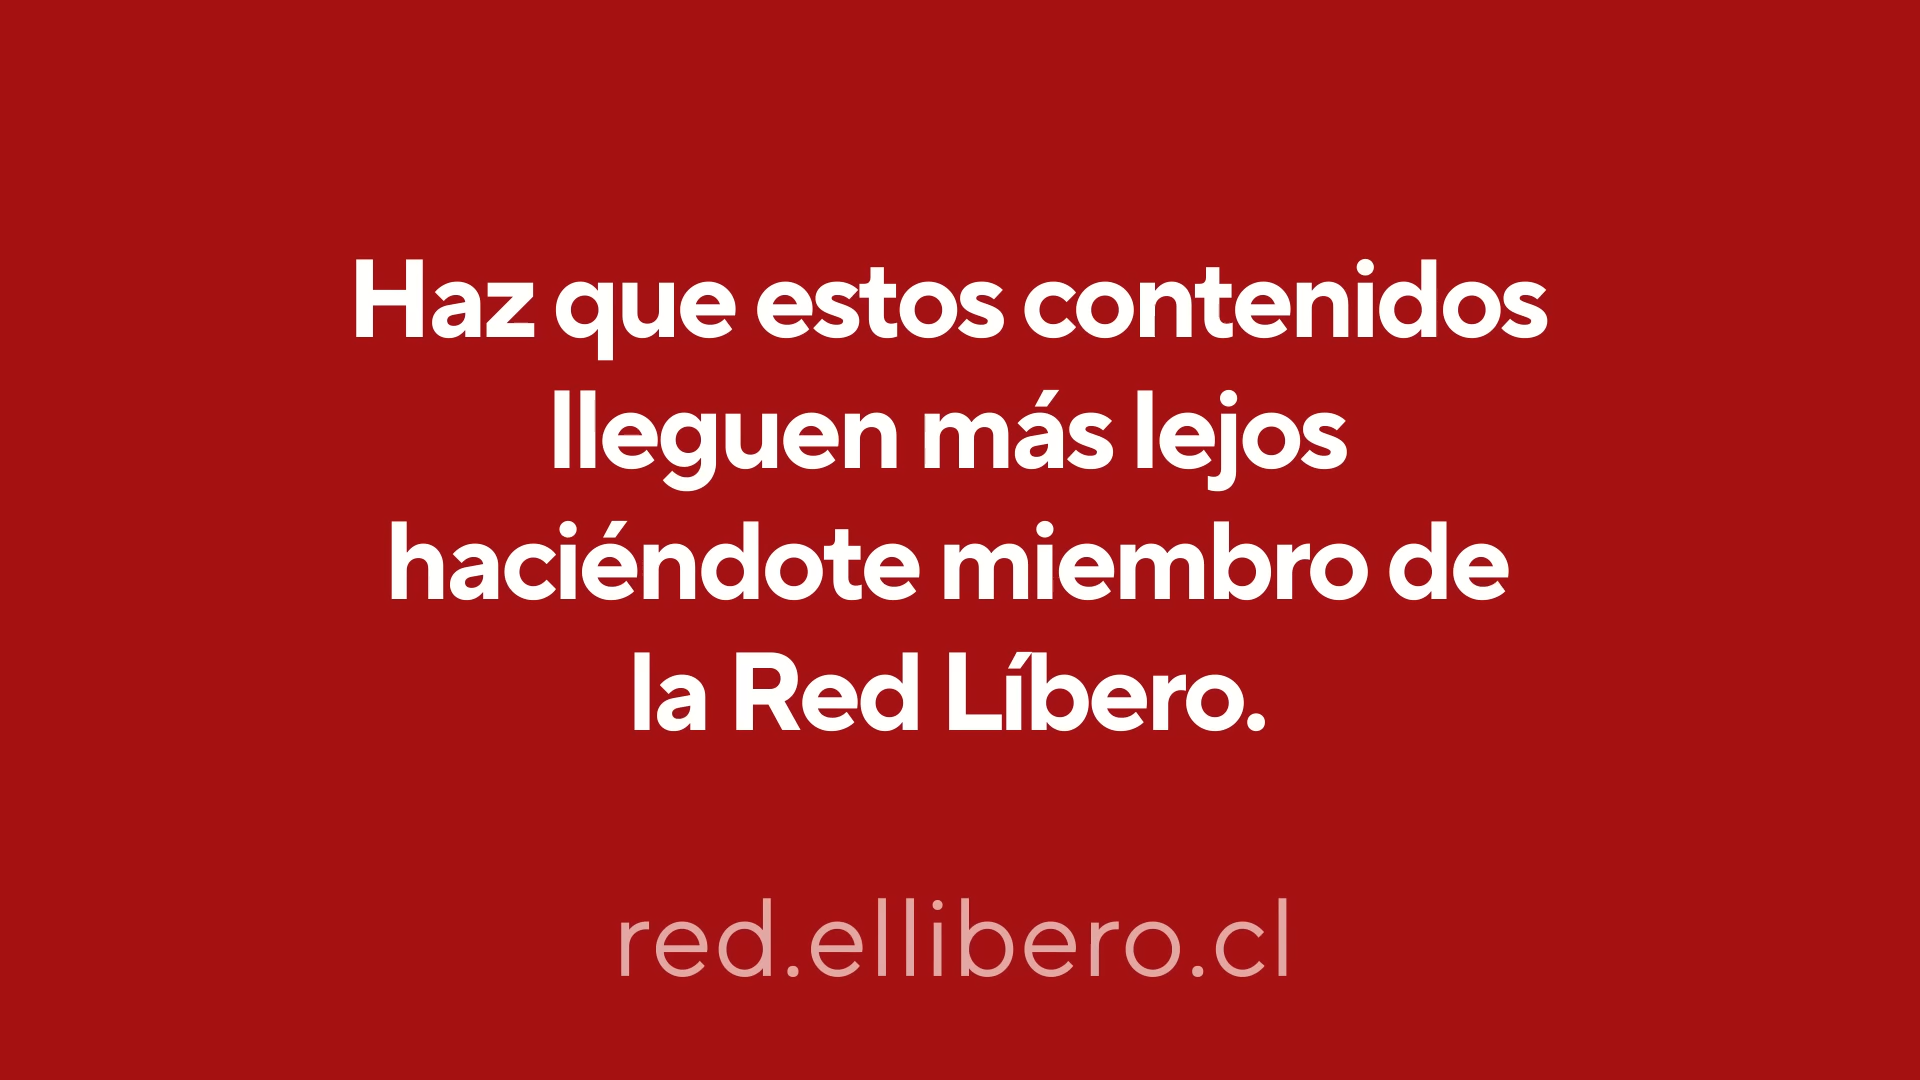 Haz que estos contenidos
lleguen más lejos
haciéndote miembro de
la Red Líbero.
red.ellibero.cl